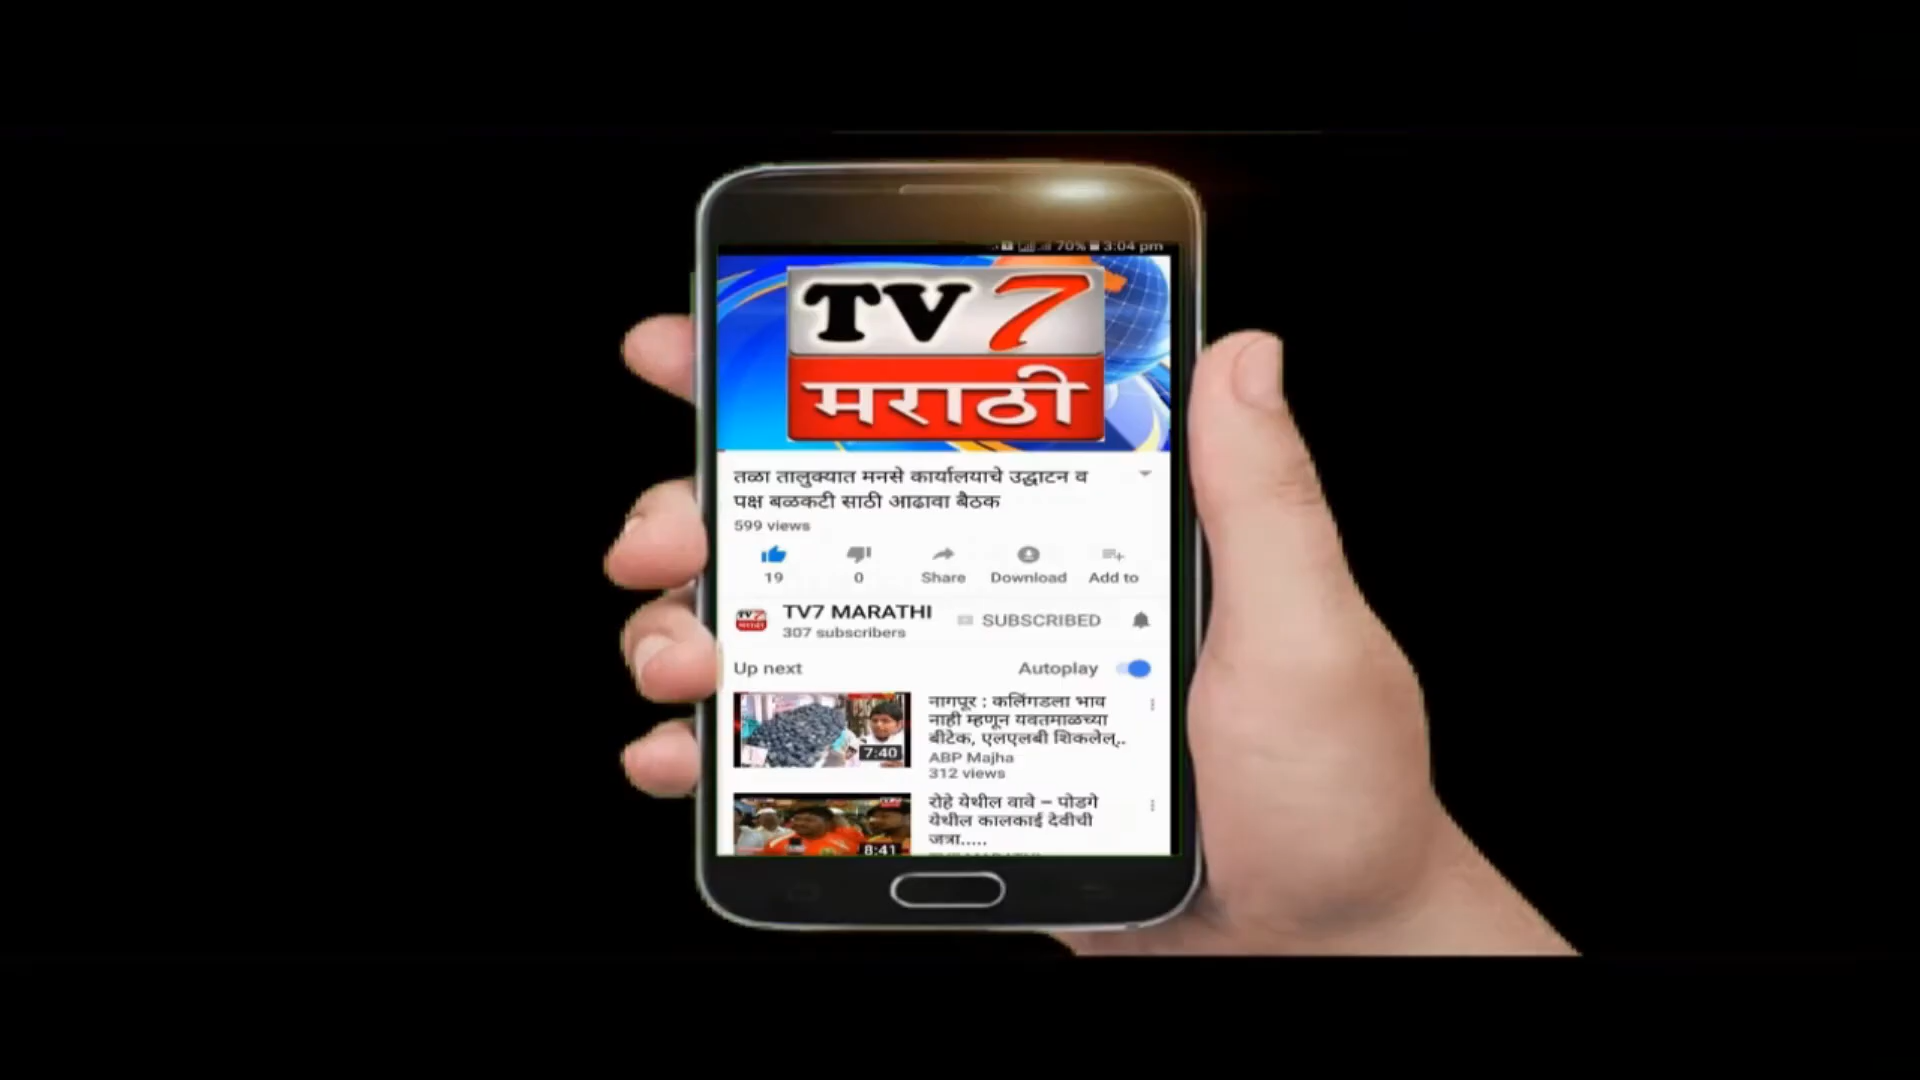 70% 3:04 pm
TV 7
मराठी
तळा तालुक्यात मनसे कार्यालयाचे उद्घाटन व
पक्ष बळकटी साठी आढावा बैठक
599 views
19
0
Share
Download
Add to
TV7 MARATHI
307 subscribers
SUBSCRIBED
Up next
Autoplay
7:40
नागपूर : कलिंगडला भाव
नाही म्हणून यवतमाळच्या
बीटेक, एलएलबी शिकलेल्..
ABP Majha
312 views
8:41
रोहे येथील वावे – पोडगे
येथील कालकाई देवीची
जत्रा.....